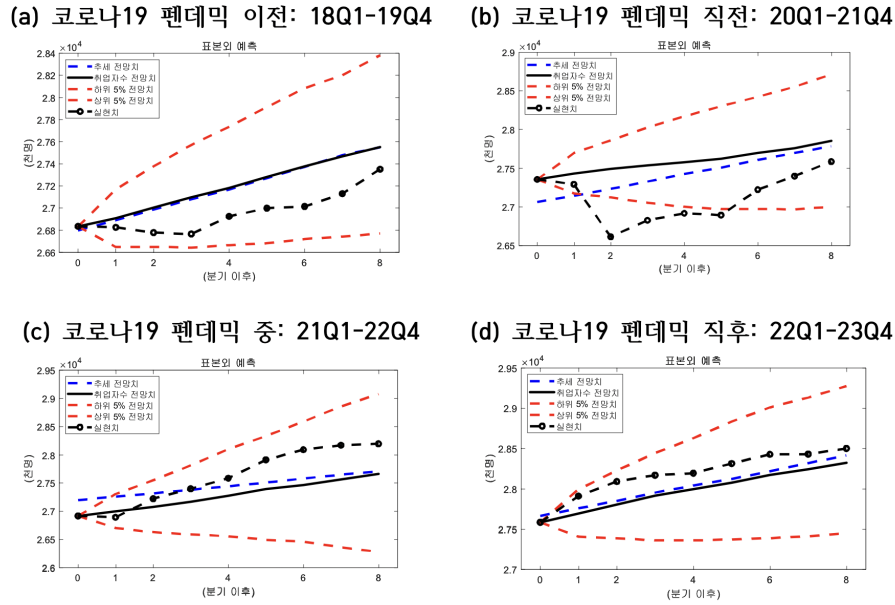 (a) 코로나19 펜데믹 이전: 18Q1-19Q4
×10⁴
표본외 예측
2.84
2.82
2.8
2.78
2.76
2.74
2.72
2.7
2.68
2.66
(천명)
추세 전망치
취업자수 전망치
하위 5% 전망치
상위 5% 전망치
실현치
0 1 2 4 6 8
(분기 이후)
(b) 코로나19 펜데믹 직전: 20Q1-21Q4
×10⁴
표본외 예측
2.9
2.85
2.8
2.75
2.7
2.65
(천명)
추세 전망치
취업자수 전망치
하위 5% 전망치
상위 5% 전망치
실현치
0 1 2 4 6 8
(분기 이후)
(c) 코로나19 펜데믹 중: 21Q1-22Q4
×10⁴
표본외 예측
2.95
2.9
2.85
2.8
2.75
2.7
2.65
2.6
(천명)
추세 전망치
취업자수 전망치
하위 5% 전망치
상위 5% 전망치
실현치
0 1 2 4 6 8
(분기 이후)
(d) 코로나19 펜데믹 직후: 22Q1-23Q4
×10⁴
표본외 예측
2.95
2.9
2.85
2.8
2.75
2.7
(천명)
추세 전망치
취업자수 전망치
하위 5% 전망치
상위 5% 전망치
실현치
0 1 2 4 6 8
(분기 이후)